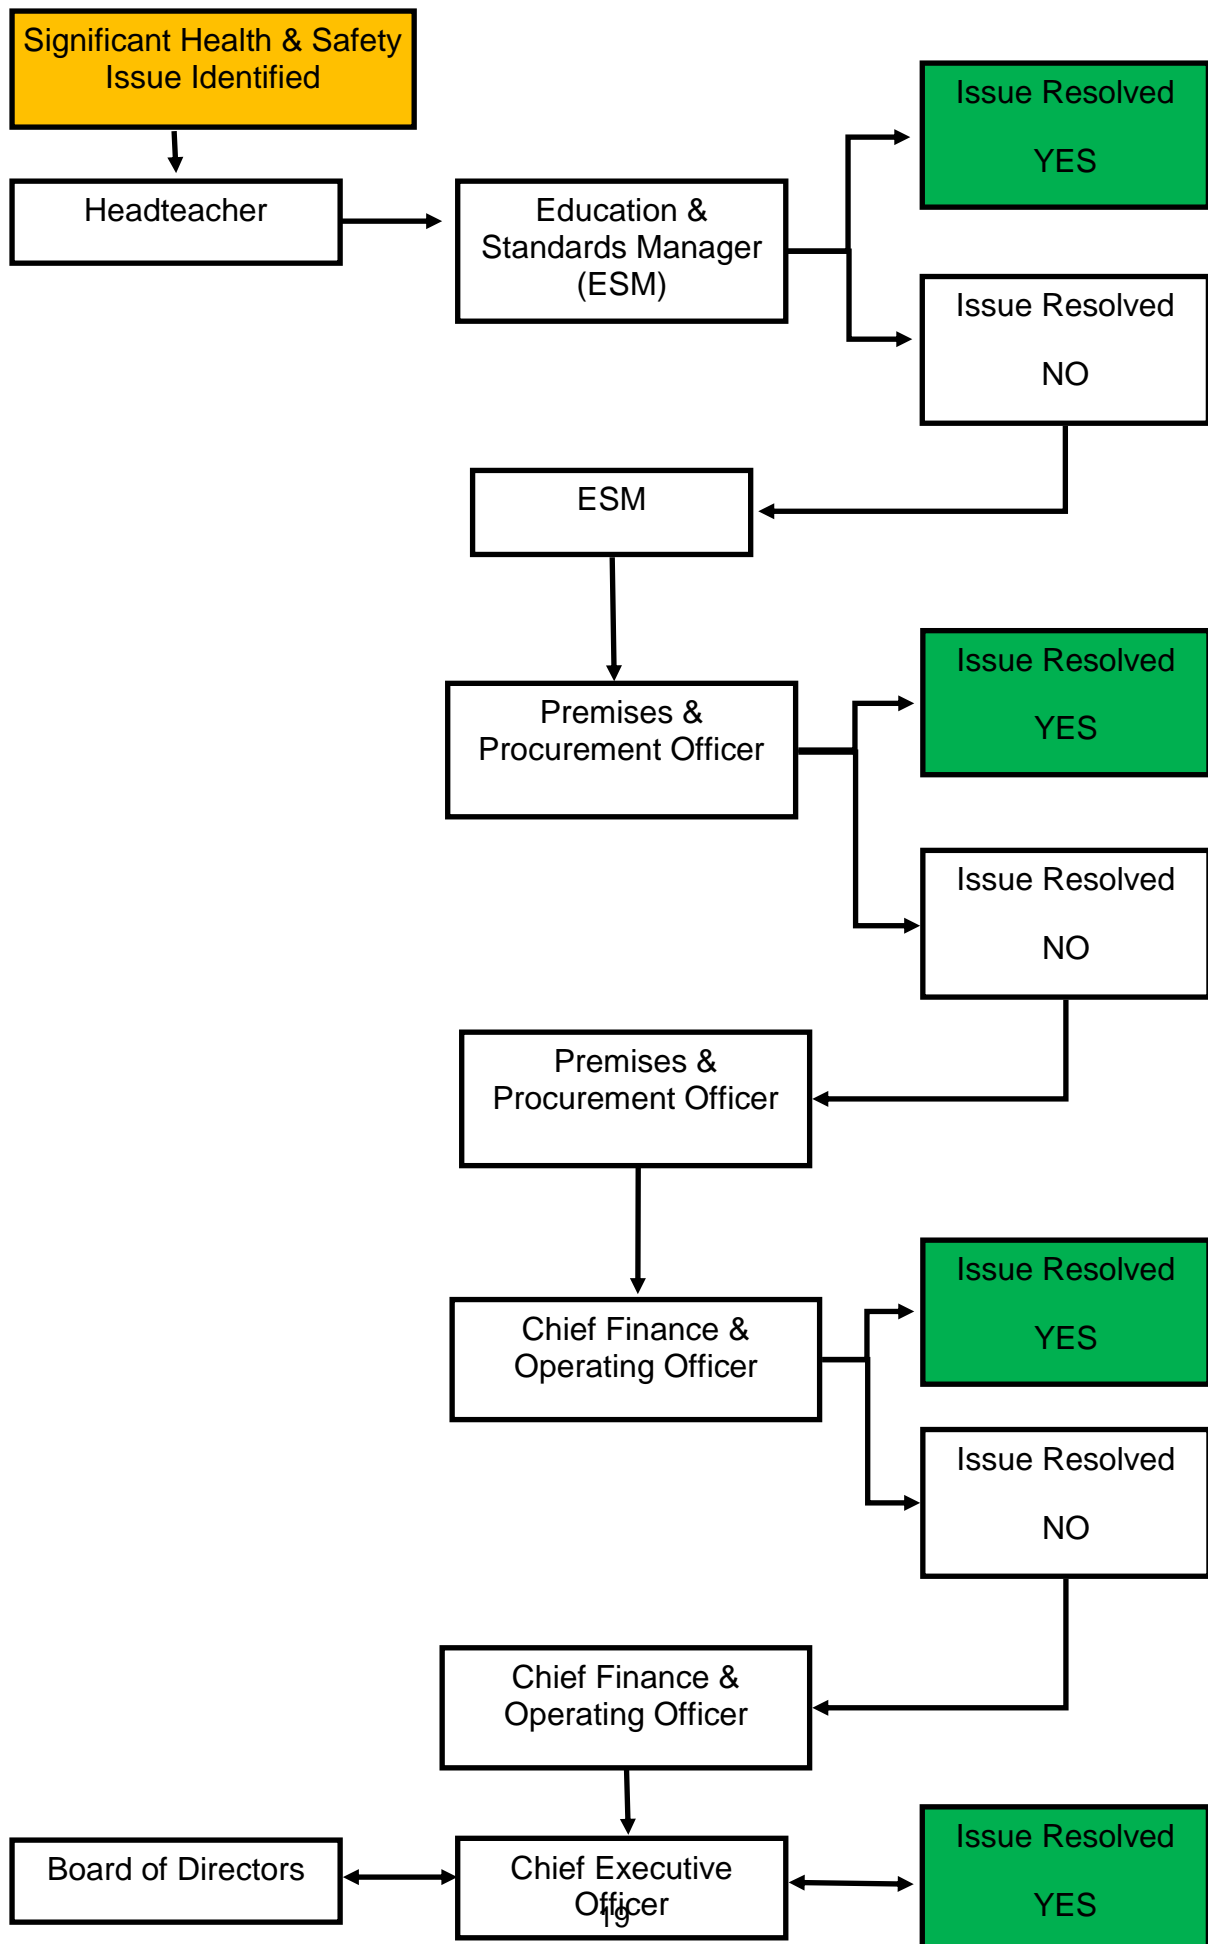 Significant Health & Safety
Issue Identified
Issue Resolved
YES
Headteacher
Education &
Standards Manager
(ESM)
Issue Resolved
NO
ESM
Issue Resolved
YES
Premises &
Procurement Officer
Issue Resolved
NO
Premises &
Procurement Officer
Issue Resolved
YES
Chief Finance &
Operating Officer
Issue Resolved
NO
Chief Finance &
Operating Officer
Board of Directors
Chief Executive
Officer
Issue Resolved
YES
19